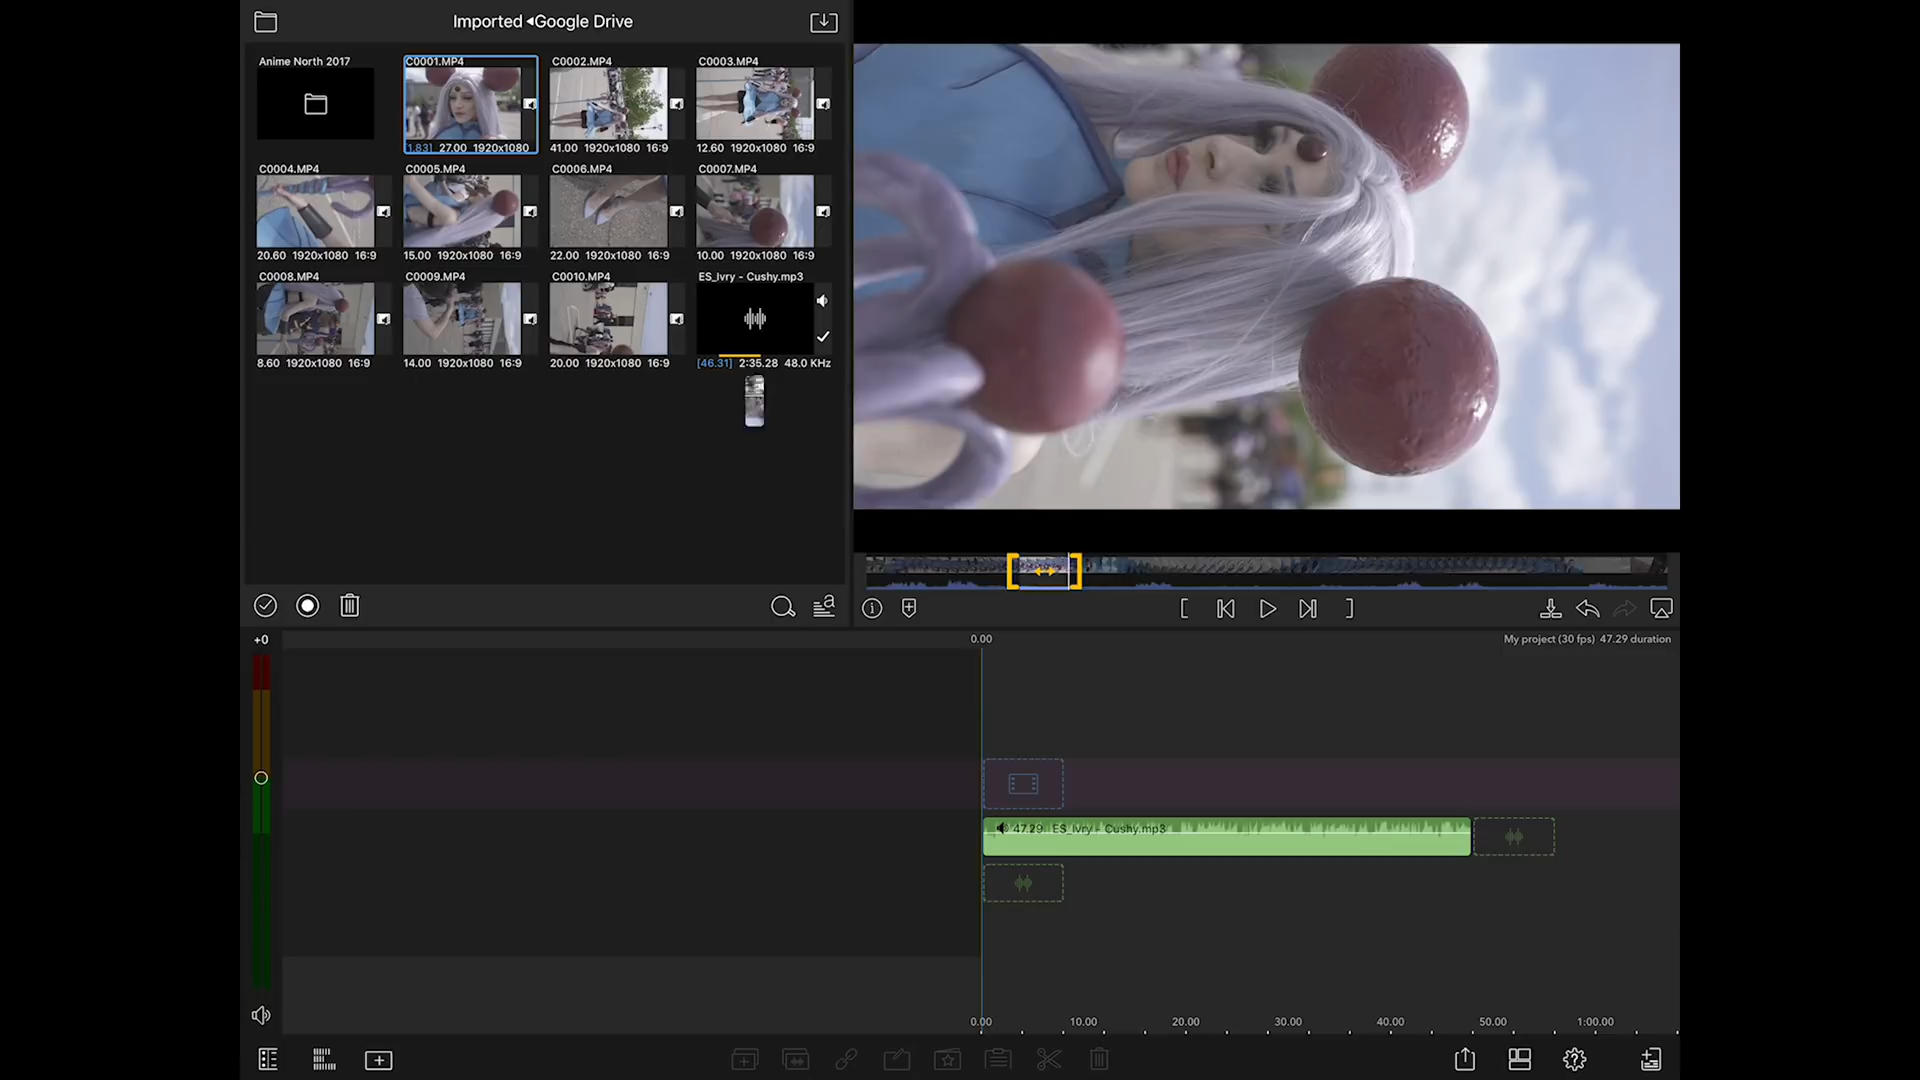 Imported ◂Google Drive
Anime North 2017
C0001.MP4
C0002.MP4
C0003.MP4
[1.83] 27.00 1920x1080
41.00 1920x1080 16:9
12.60 1920x1080 16:9
C0004.MP4
C0005.MP4
C0006.MP4
C0007.MP4
20.60 1920x1080 16:9
15.00 1920x1080 16:9
22.00 1920x1080 16:9
10.00 1920x1080 16:9
C0008.MP4
C0009.MP4
C0010.MP4
ES_Ivry - Cushy.mp3
8.60 1920x1080 16:9
14.00 1920x1080 16:9
20.00 1920x1080 16:9
[46.31] 2:35.28 48.0 KHz
+0
0.00
My project (30 fps) 47.29 duration
47.29 ES_Ivry - Cushy.mp3
0.00 10.00 20.00 30.00 40.00 50.00 1:00.00